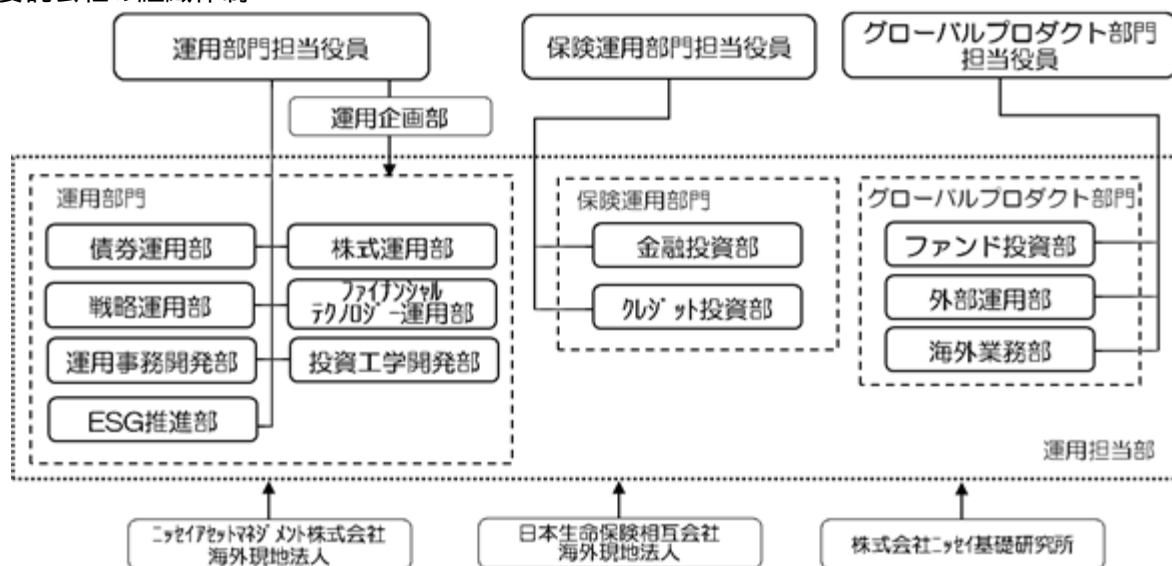 運用部門担当役員
保険運用部門担当役員
グローバルプロダクト部門
担当役員
運用企画部
運用部門
債券運用部
株式運用部
戦略運用部
ファイナンシャル
テクノロジー運用部
運用事務開発部
投資工学開発部
ESG推進部
保険運用部門
金融投資部
クレジット投資部
グローバルプロダクト部門
ファンド投資部
外部運用部
海外業務部
運用担当部
ニッセイアセットマネジメント株式会社
海外現地法人
日本生命保険相互会社
海外現地法人
株式会社ニッセイ基礎研究所